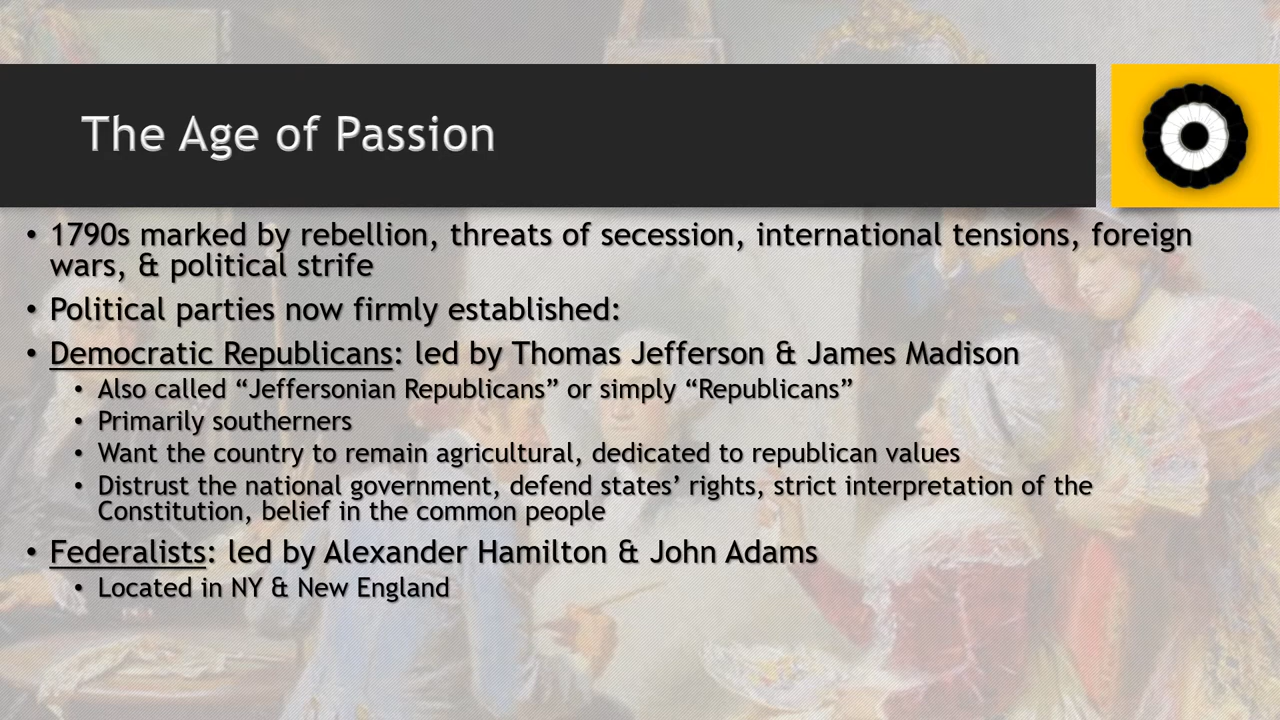 The Age of Passion
• 1790s marked by rebellion, threats of secession, international tensions, foreign
wars, & political strife
• Political parties now firmly established:
• Democratic Republicans: led by Thomas Jefferson & James Madison
• Also called “Jeffersonian Republicans” or simply “Republicans”
• Primarily southerners
• Want the country to remain agricultural, dedicated to republican values
• Distrust the national government, defend states’ rights, strict interpretation of the
Constitution, belief in the common people
• Federalists: led by Alexander Hamilton & John Adams
• Located in NY & New England